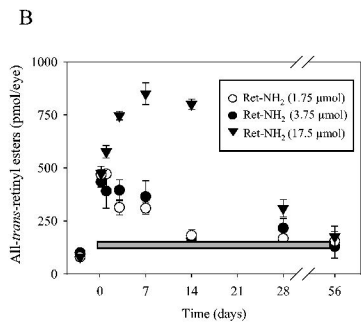 B
1000
750
500
250
0
All-trans-retinyl esters (pmol/eye)
Ret-NH2 (1.75 µmol)
Ret-NH2 (3.75 µmol)
Ret-NH2 (17.5 µmol)
0 7 14 21 28 56
Time (days)